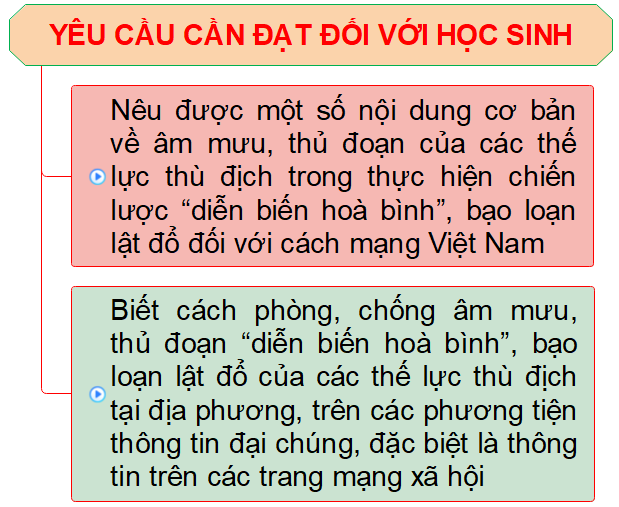 YÊU CẦU CẦN ĐẠT ĐỐI VỚI HỌC SINH
Nêu được một số nội dung cơ bản
về âm mưu, thủ đoạn của các thế
lực thù địch trong thực hiện chiến
lược “diễn biến hoà bình”, bạo loạn
lật đổ đối với cách mạng Việt Nam
Biết cách phòng, chống âm mưu,
thủ đoạn “diễn biến hoà bình”, bạo
loạn lật đổ của các thế lực thù địch
tại địa phương, trên các phương tiện
thông tin đại chúng, đặc biệt là thông
tin trên các trang mạng xã hội